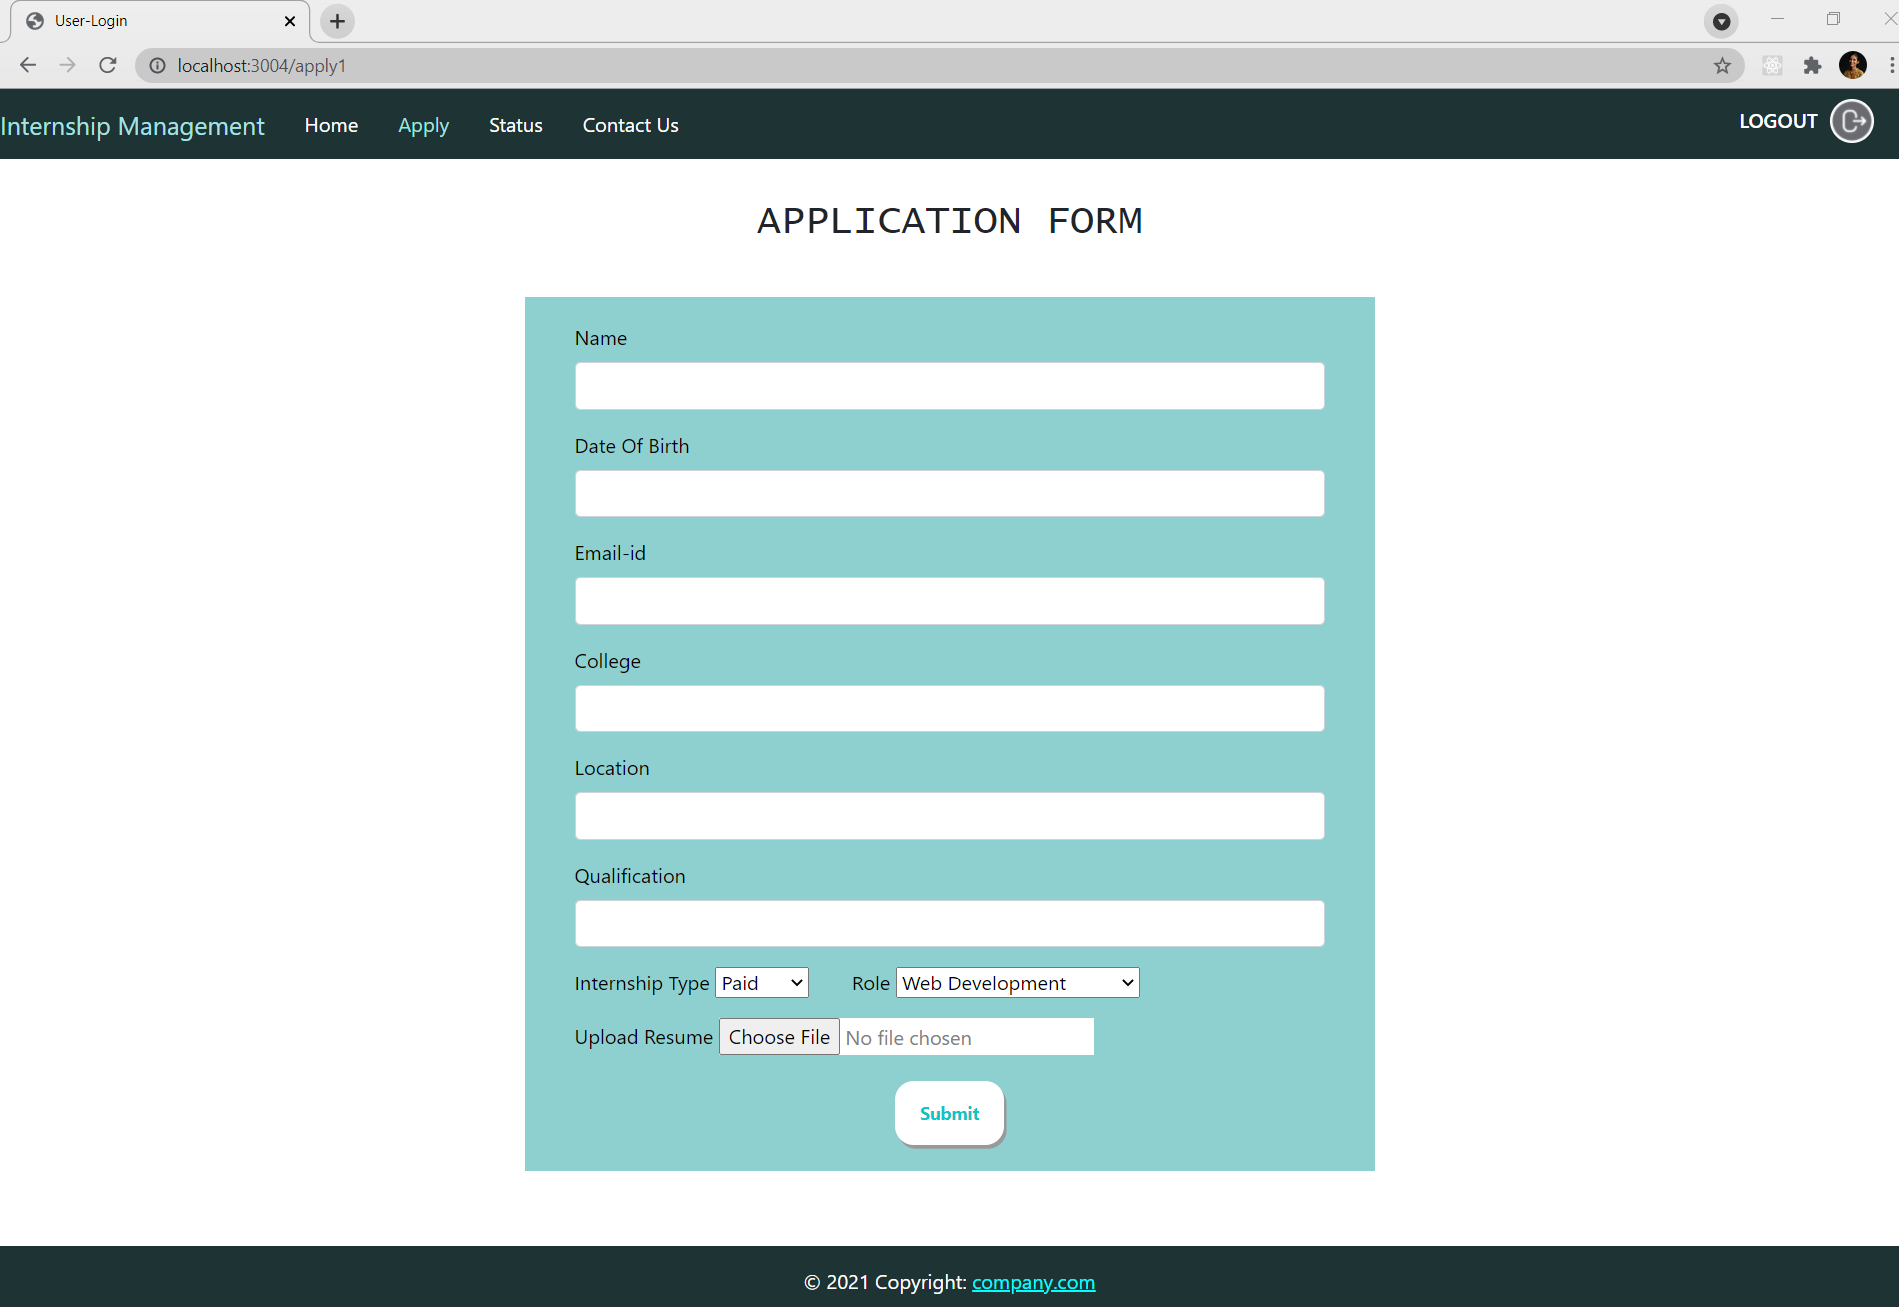 User-Login
localhost:3004/apply1
Internship Management Home Apply Status Contact Us LOGOUT
APPLICATION FORM
Name
Date Of Birth
Email-id
College
Location
Qualification
Internship Type Paid Role Web Development
Upload Resume Choose File No file chosen
Submit
© 2021 Copyright: company.com